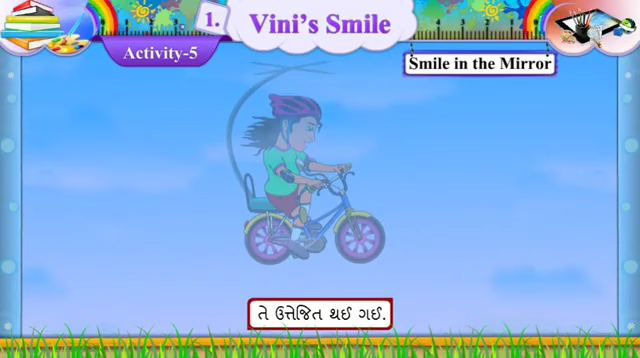 1.
Vini's Smile
Activity-5
Smile in the Mirror
તે ઉત્તેજિત થઈ ગઈ.